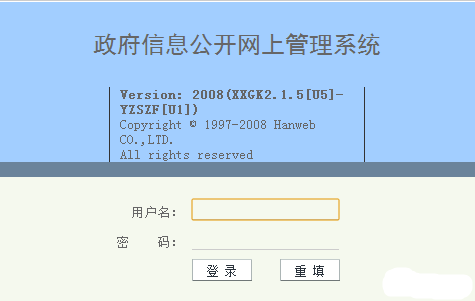 政府信息公开网上管理系统
Version: 2008(XXGK2.1.5[U5]-
YZSZF[U1])
Copyright © 1997-2008 Hanweb
CO.,LTD.
All rights reserved
用户名:
密 码:
登 录 重 填